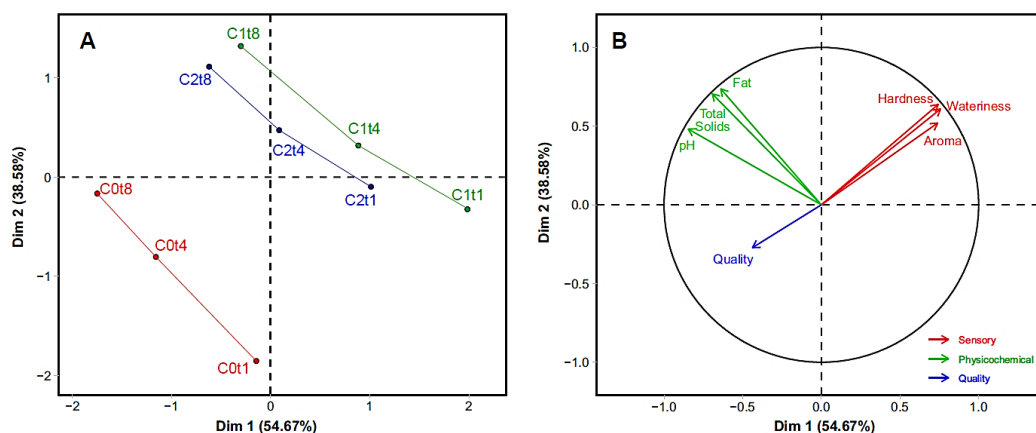 A
C1t8
C2t8
C1t4
C2t4
C2t1
C1t1
C0t8
C0t4
C0t1
1
0
−1
−2
−2
−1
0
1
2
Dim 2 (38.58%)
Dim 1 (54.67%)
B
Fat
Total
Solids
pH
Hardness
Wateriness
Aroma
Quality
1.0
0.5
0.0
−0.5
−1.0
−1.0
−0.5
0.0
0.5
1.0
Dim 2 (38.58%)
Dim 1 (54.67%)
Sensory
Physicochemical
Quality